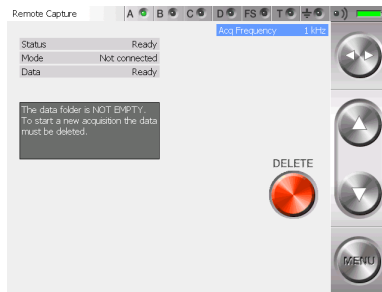 Remote Capture A B C D FS T
Acq Frequency 1 kHz
Status Ready
Mode Not connected
Data Ready
The data folder is NOT EMPTY.
To start a new acquisition the data
must be deleted.
DELETE
MENU